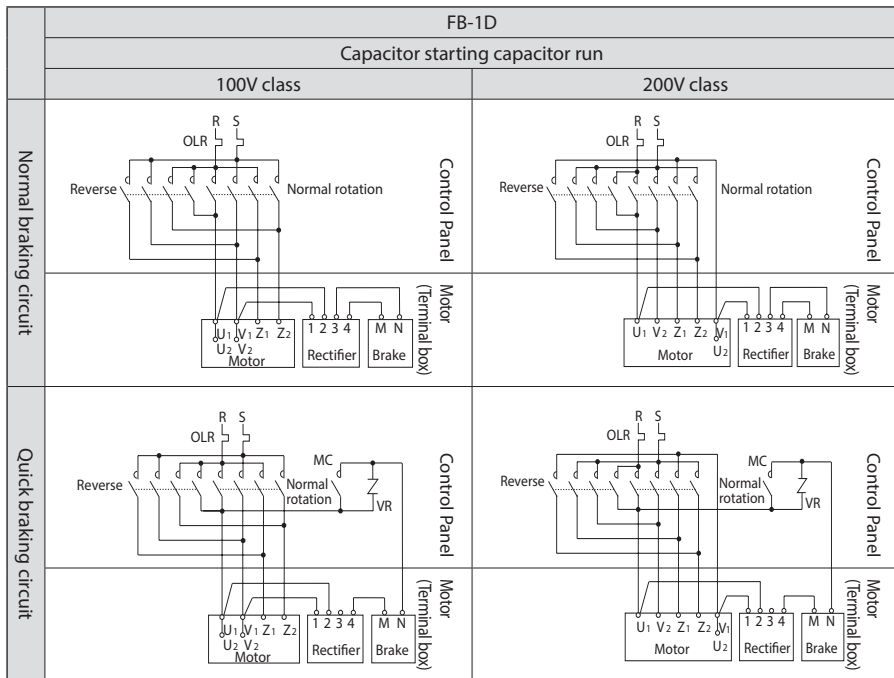 FB-1D
Capacitor starting capacitor run
100V class
200V class
Normal braking circuit
R S
OLR
Reverse
Normal rotation
Control Panel
U1 V1 Z1 Z2
U2 V2
Motor
1 2 3 4
Rectifier
M N
Brake
Motor
(Terminal box)
R S
OLR
Reverse
Normal rotation
Control Panel
U1 V2 Z1 Z2 V1
U2
Motor
1 2 3 4
Rectifier
M N
Brake
Motor
(Terminal box)
Quick braking circuit
R S
OLR
MC
Reverse
Normal
rotation
VR
Control Panel
U1 V1 Z1 Z2
U2 V2
Motor
1 2 3 4
Rectifier
M N
Brake
Motor
(Terminal box)
R S
OLR
MC
Reverse
Normal
rotation
VR
Control Panel
U1 V2 Z1 Z2 V1
U2
Motor
1 2 3 4
Rectifier
M N
Brake
Motor
(Terminal box)